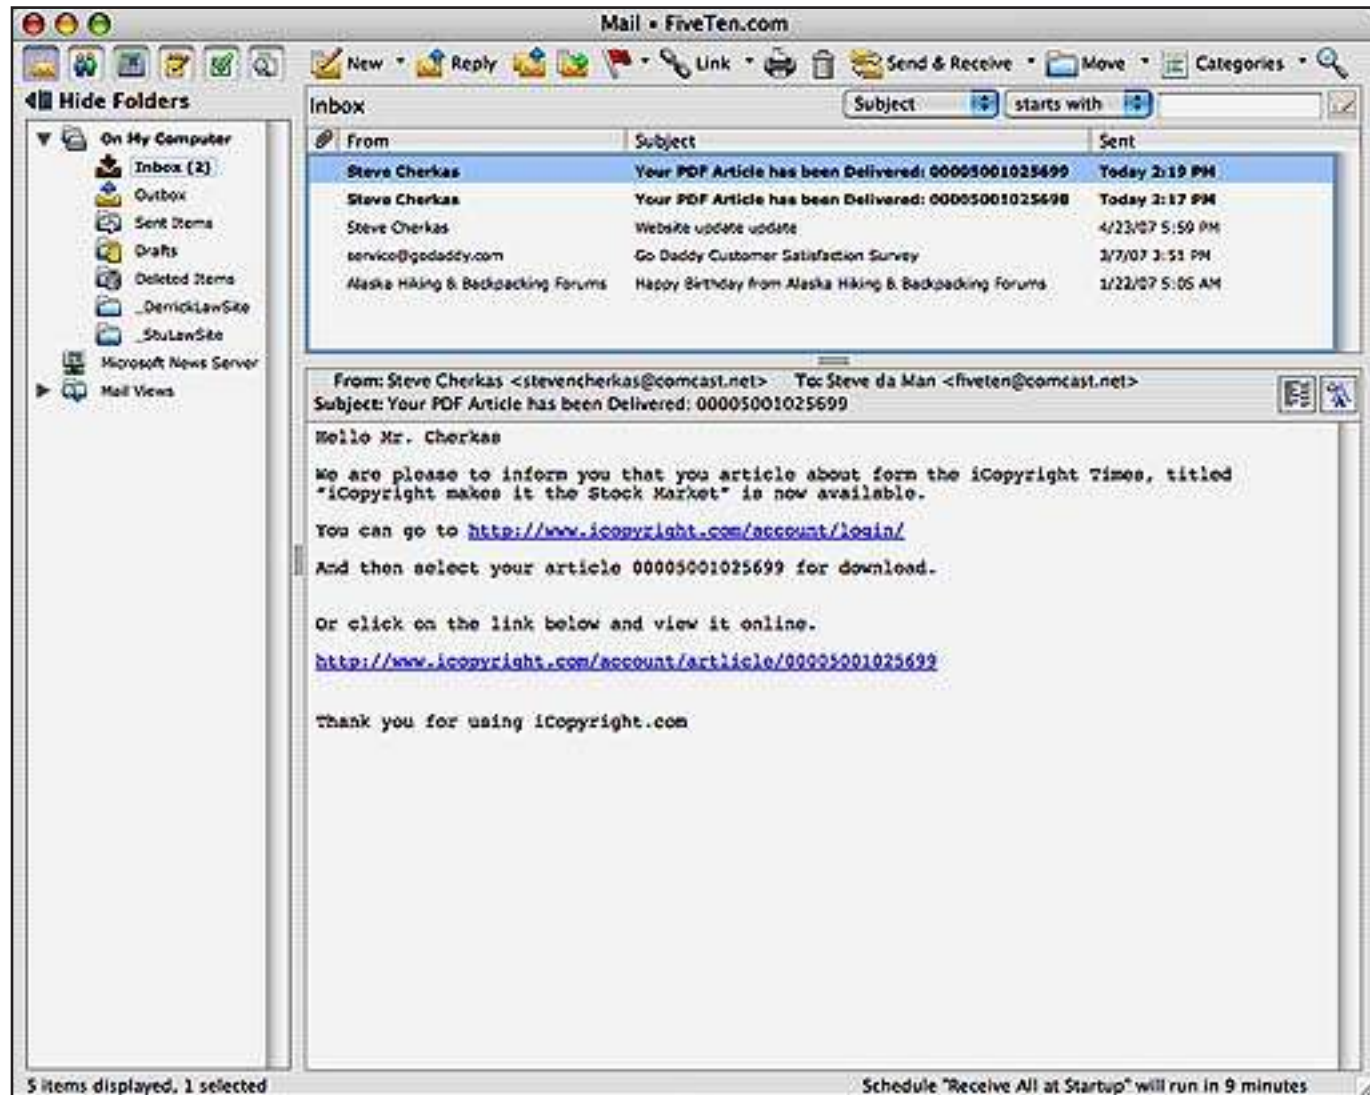 Mail • FiveTen.com
New Reply Link Send & Receive Move Categories
Hide Folders
Inbox Subject starts with
On My Computer
Inbox (2)
Outbox
Sent Items
Drafts
Deleted Items
_DerrickLawSite
_StuLawSite
Microsoft News Server
Mail Views
From Subject Sent
Steve Cherkas Your PDF Article has been Delivered: 00005001025699 Today 2:19 PM
Steve Cherkas Your PDF Article has been Delivered: 00005001025698 Today 2:17 PM
Steve Cherkas Website update update 4/23/07 5:59 PM
service@godaddy.com Go Daddy Customer Satisfaction Survey 3/7/07 3:51 PM
Alaska Hiking & Backpacking Forums Happy Birthday from Alaska Hiking & Backpacking Forums 1/22/07 5:05 AM
From: Steve Cherkas <stevencherkas@comcast.net> To: Steve da Man <fiveten@comcast.net>
Subject: Your PDF Article has been Delivered: 00005001025699
Hello Mr. Cherkas
We are please to inform you that you article about form the iCopyright Times, titled
"iCopyright makes it the Stock Market" is now available.
You can go to http://www.icopyright.com/account/login/
And then select your article 00005001025699 for download.
Or click on the link below and view it online.
http://www.icopyright.com/account/artlicle/00005001025699
Thank you for using iCopyright.com
5 items displayed, 1 selected
Schedule "Receive All at Startup" will run in 9 minutes